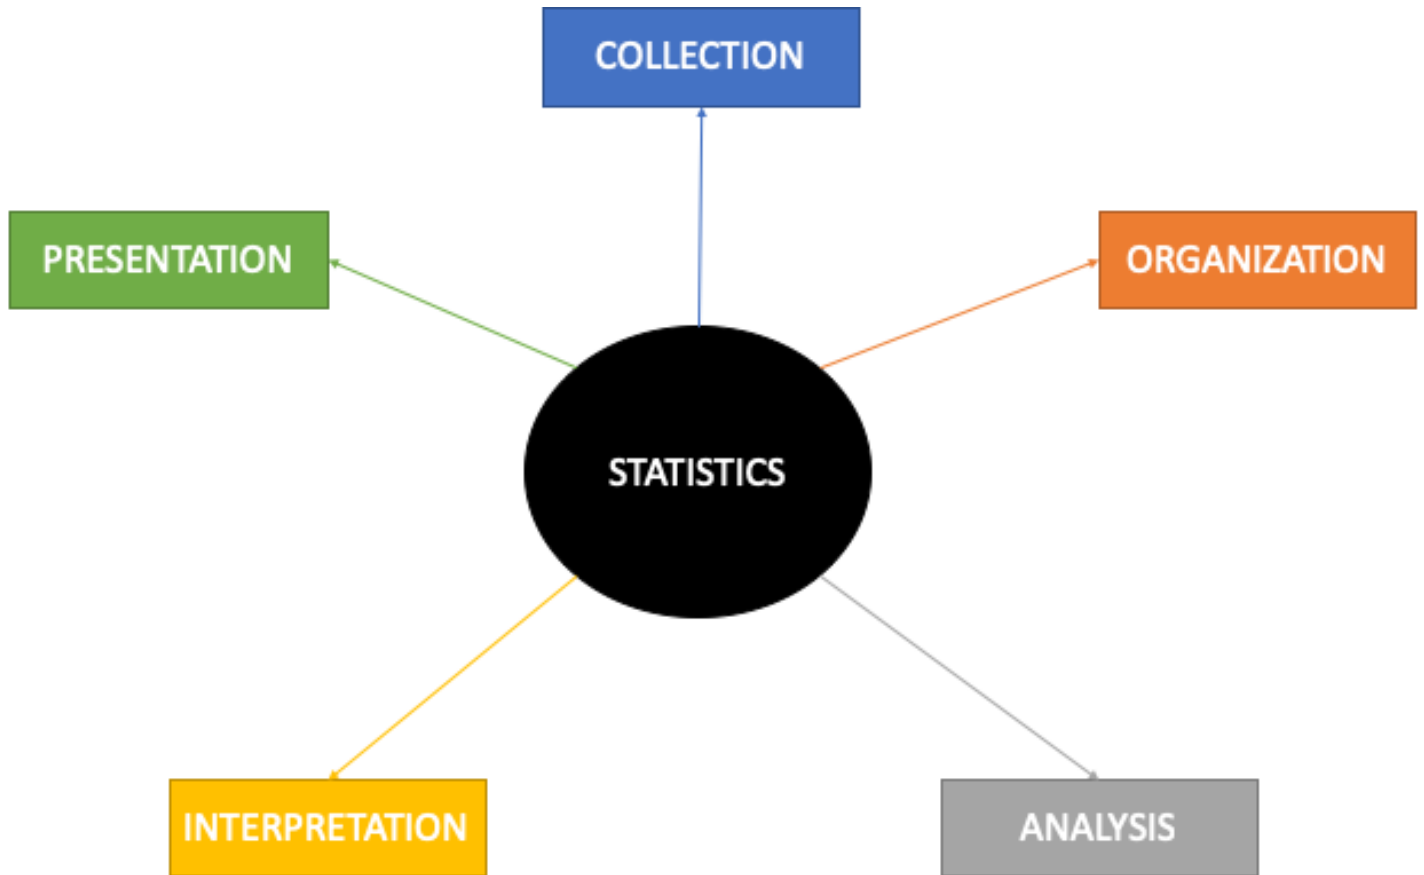 COLLECTION
PRESENTATION
ORGANIZATION
STATISTICS
INTERPRETATION
ANALYSIS